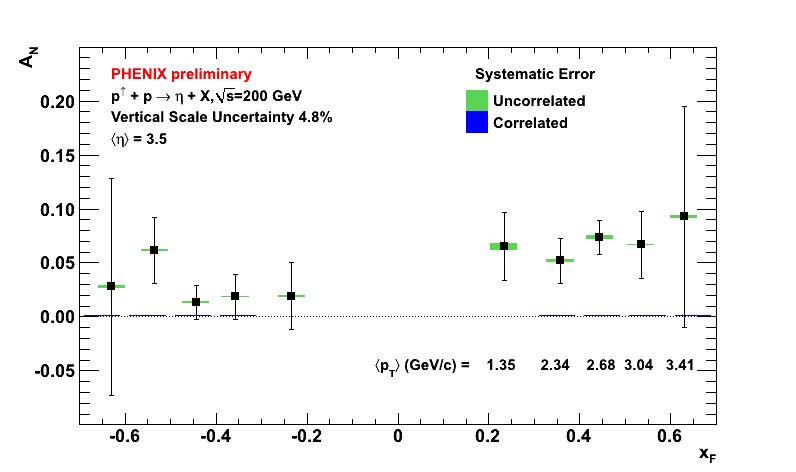 A_N
PHENIX preliminary
p↑ + p → η + X, √s=200 GeV
Vertical Scale Uncertainty 4.8%
⟨η⟩ = 3.5
Systematic Error
Uncorrelated
Correlated
0.20
0.15
0.10
0.05
0.00
-0.05
⟨p_T⟩ (GeV/c) = 1.35 2.34 2.68 3.04 3.41
-0.6 -0.4 -0.2 0 0.2 0.4 0.6
x_F